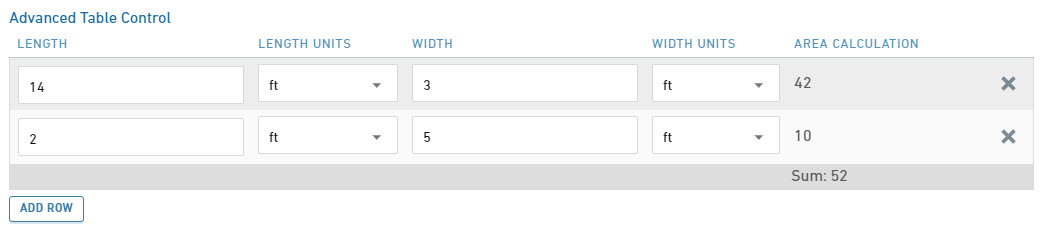 Advanced Table Control
LENGTH LENGTH UNITS WIDTH WIDTH UNITS AREA CALCULATION
14 ft 3 ft 42
2 ft 5 ft 10
Sum: 52
ADD ROW